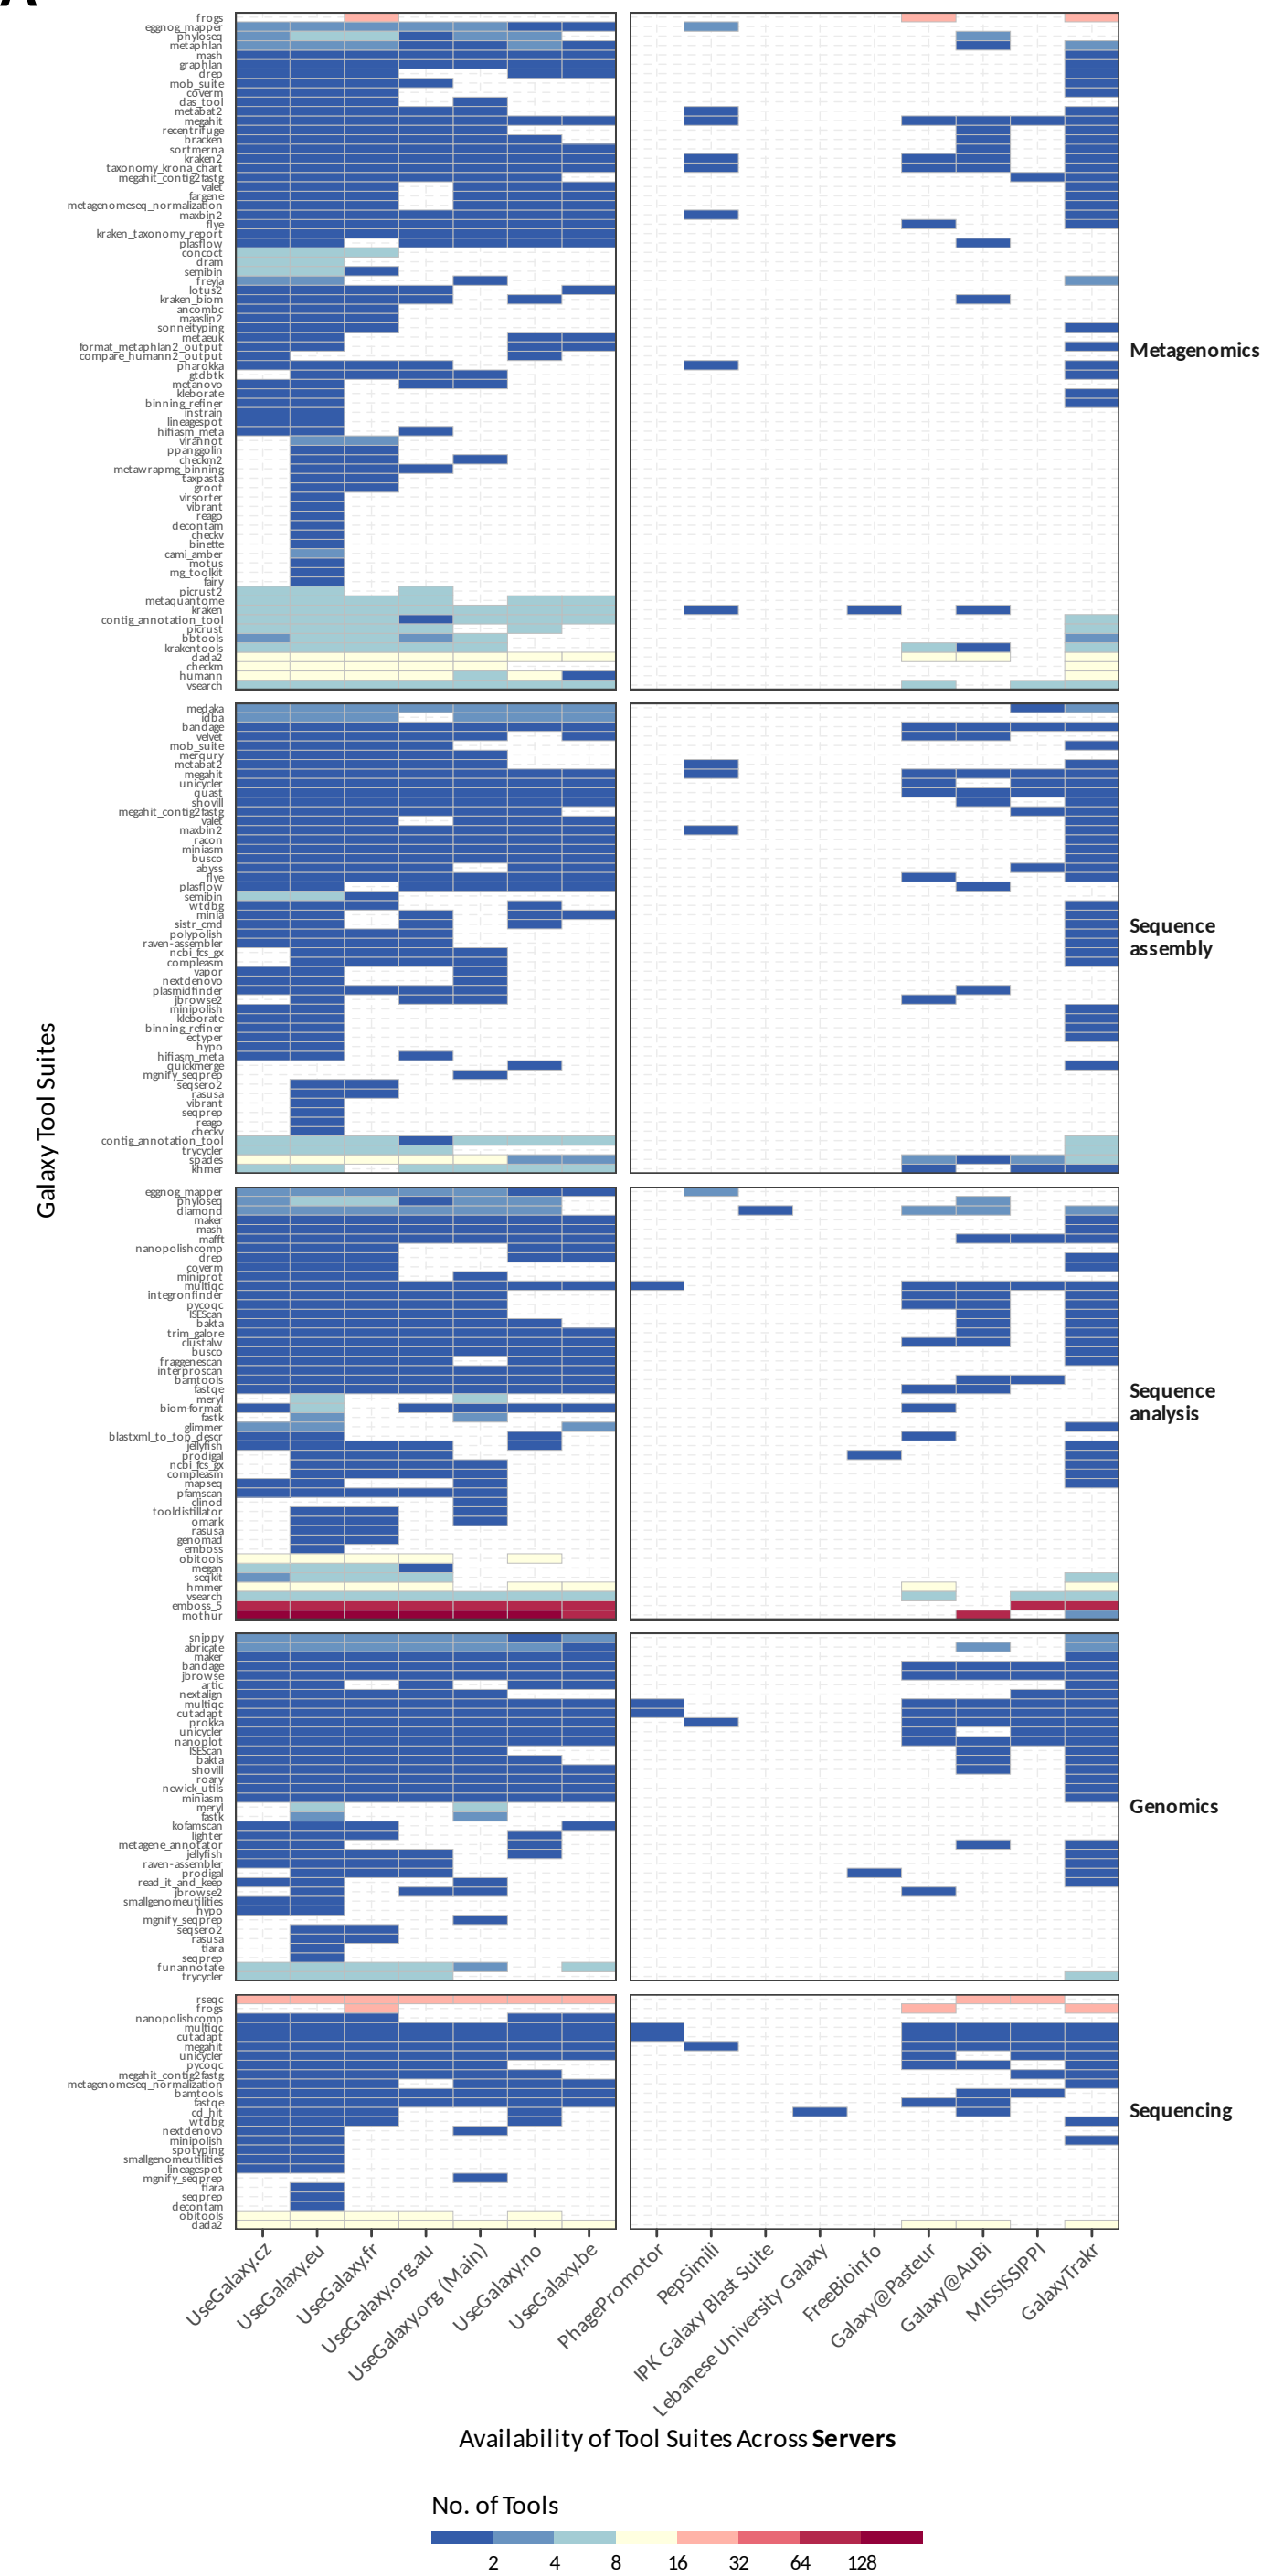 frogs
eggnog_mapper
phyloseq
metaphlan
mash
graphlan
drep
mob_suite
coverm
das_tool
metabat2
megahit
recentrifuge
bracken
sortmerna
kraken2
taxonomy_krona_chart
megahit_contig2fastg
valet
fargene
metagenomeseq_normalization
maxbin2
flye
kraken_taxonomy_report
plasflow
concoct
dram
semibin
freyja
lotus2
kraken_biom
ancombc
maaslin2
sonneityping
metaeuk
format_metaphlan2_output
compare_humann2_output
pharokka
gtdbtk
metanovo
kleborate
binning_refiner
instrain
lineagespot
hifiasm_meta
virannot
ppanggolin
checkm2
metawrapmg_binning
taxpasta
groot
virsorter
vibrant
reago
decontam
checkv
binette
cami_amber
motus
mg_toolkit
fairy
picrust2
metaquantome
kraken
contig_annotation_tool
picrust
bbtools
krakentools
dada2
checkm
humann
vsearch
Metagenomics
medaka
idba
bandage
velvet
mob_suite
merqury
metabat2
megahit
unicycler
quast
shovill
megahit_contig2fastg
valet
maxbin2
racon
miniasm
busco
abyss
flye
plasflow
semibin
wtdbg
minia
sistr_cmd
polypolish
raven-assembler
ncbi_fcs_gx
compleasm
vapor
nextdenovo
plasmidfinder
jbrowse2
minipolish
kleborate
binning_refiner
ectyper
hypo
hifiasm_meta
quickmerge
mgnify_seqprep
seqsero2
rasusa
vibrant
seqprep
reago
checkv
contig_annotation_tool
trycycler
spades
khmer
Sequence
assembly
Galaxy Tool Suites
eggnog_mapper
phyloseq
diamond
maker
mash
mafft
nanopolishcomp
drep
coverm
miniprot
multiqc
integronfinder
pycoqc
ISEScan
bakta
trim_galore
clustalw
busco
fraggenescan
interproscan
bamtools
fastqe
meryl
biom-format
fastk
glimmer
blastxml_to_top_descr
jellyfish
prodigal
ncbi_fcs_gx
compleasm
mapseq
pfamscan
clinod
tooldistillator
omark
rasusa
genomad
emboss
obitools
megan
seqkit
hmmer
vsearch
emboss_5
mothur
Sequence
analysis
snippy
abricate
maker
bandage
jbrowse
artic
nextalign
multiqc
cutadapt
prokka
unicycler
nanoplot
ISEScan
bakta
shovill
roary
newick_utils
miniasm
meryl
fastk
kofamscan
lighter
metagene_annotator
jellyfish
raven-assembler
prodigal
read_it_and_keep
jbrowse2
smallgenomeutilities
hypo
mgnify_seqprep
seqsero2
rasusa
tiara
seqprep
funannotate
trycycler
Genomics
rseqc
frogs
nanopolishcomp
multiqc
cutadapt
megahit
unicycler
pycoqc
megahit_contig2fastg
metagenomeseq_normalization
bamtools
fastqe
cd_hit
wtdbg
nextdenovo
minipolish
spotyping
smallgenomeutilities
lineagespot
mgnify_seqprep
tiara
seqprep
decontam
obitools
dada2
Sequencing
UseGalaxy.cz
UseGalaxy.eu
UseGalaxy.fr
UseGalaxy.org.au
UseGalaxy.org (Main)
UseGalaxy.no
UseGalaxy.be
PhagePromotor
PepSimili
IPK Galaxy Blast Suite
Lebanese University Galaxy
FreeBioinfo
Galaxy@Pasteur
Galaxy@AuBi
MISSISSIPPI
GalaxyTrakr
Availability of Tool Suites Across Servers
No. of Tools
2 4 8 16 32 64 128